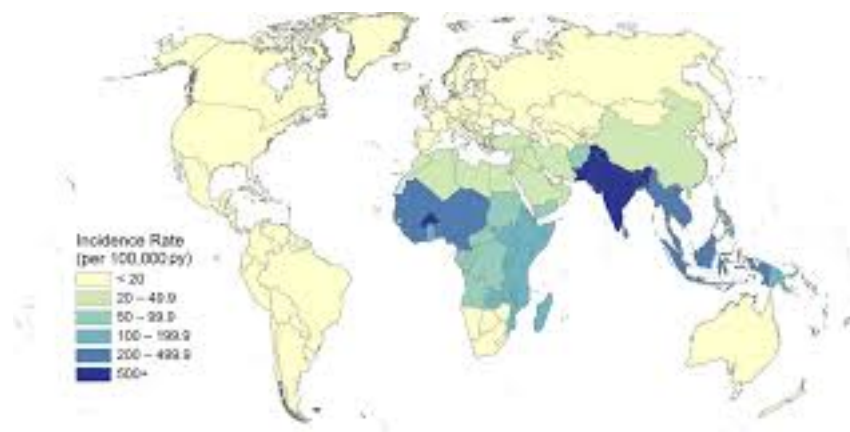 Incidence Rate
(per 100,000 py)
< 20
20 – 49.9
50 – 99.9
100 – 199.9
200 – 499.9
500+